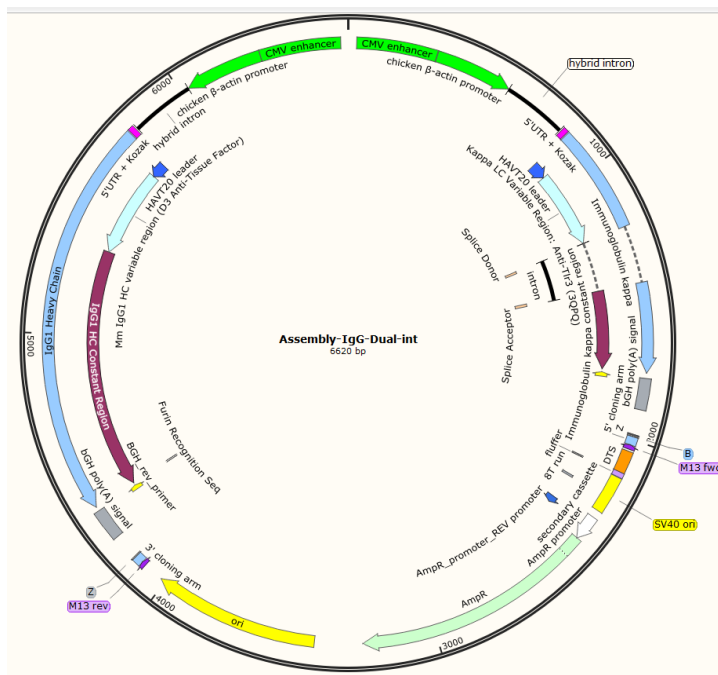 CMV enhancer
CMV enhancer
chicken β-actin promoter
chicken β-actin promoter
hybrid intron
hybrid intron
6000
5'UTR + Kozak
5'UTR + Kozak
1000
HAVT20 leader
HAVT20 leader
Mm IgG1 HC variable region (D3 Anti-Tissue Factor)
Kappa LC Variable Region: Anti-Tlr3 (3QPQ)
Immunoglobulin kappa
IgG1 Heavy Chain
IgG1 HC Constant Region
Splice Donor
intron
Splice Acceptor
Immunoglobulin kappa constant region
Assembly-IgG-Dual-int
6620 bp
5000
bGH poly(A) signal
5' cloning arm
Z
2000
B
M13 fwd
DTS
SV40 ori
fluffer
8T run
secondary cassette
AmpR promoter
AmpR_promoter_REV promoter
AmpR
3000
Furin Recognition Seq
BGH_rev_primer
bGH poly(A) signal
3' cloning arm
Z
M13 rev
4000
ori